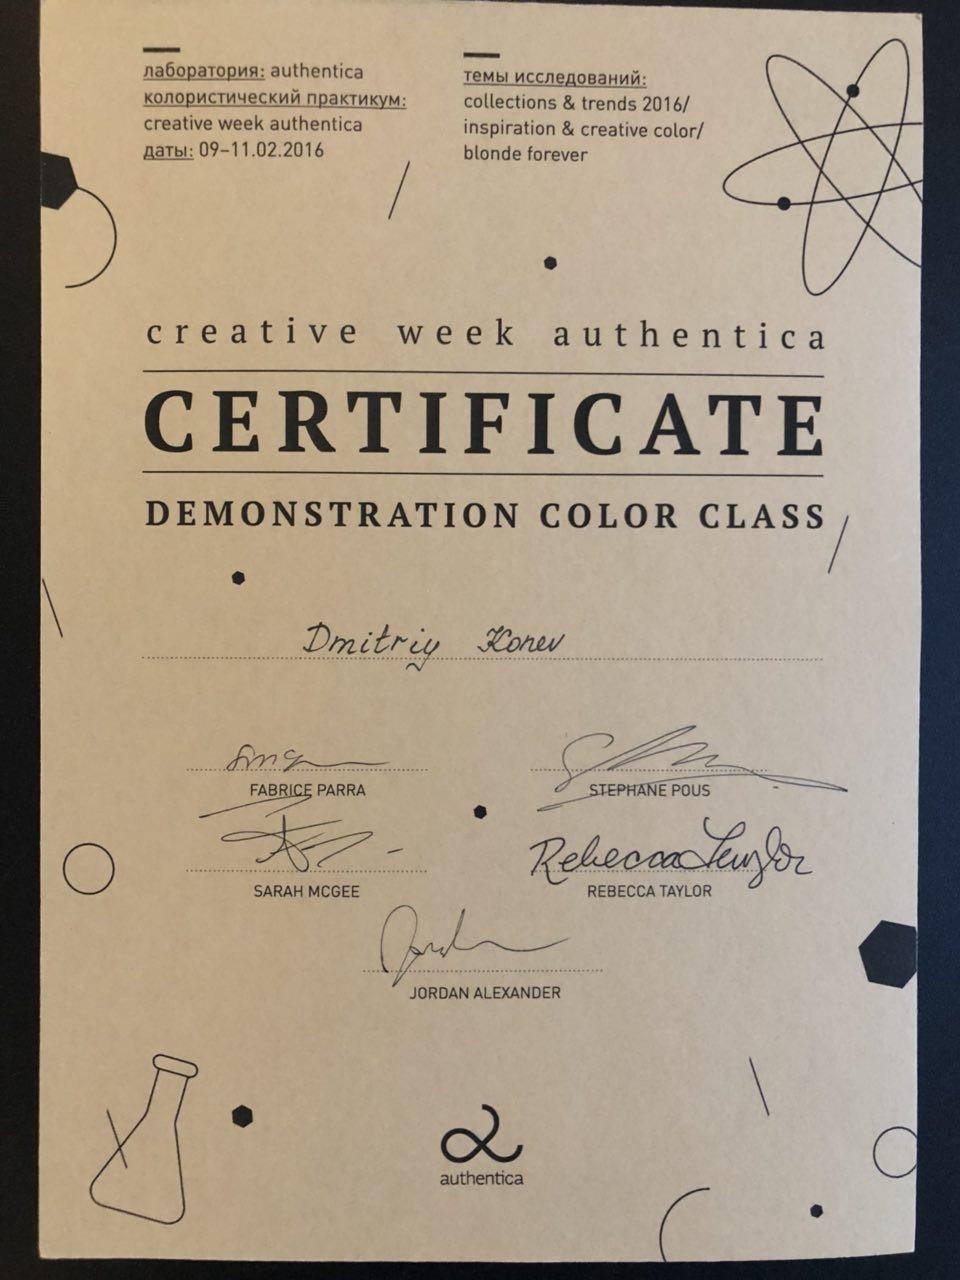 лаборатория: authentica
колористический практикум:
creative week authentica
даты: 09–11.02.2016
темы исследований:
collections & trends 2016/
inspiration & creative color/
blonde forever
creative week authentica
CERTIFICATE
DEMONSTRATION COLOR CLASS
Dmitriy Konev
FABRICE PARRA
STEPHANE POUS
SARAH MCGEE
Rebecca Taylor
REBECCA TAYLOR
JORDAN ALEXANDER
authentica